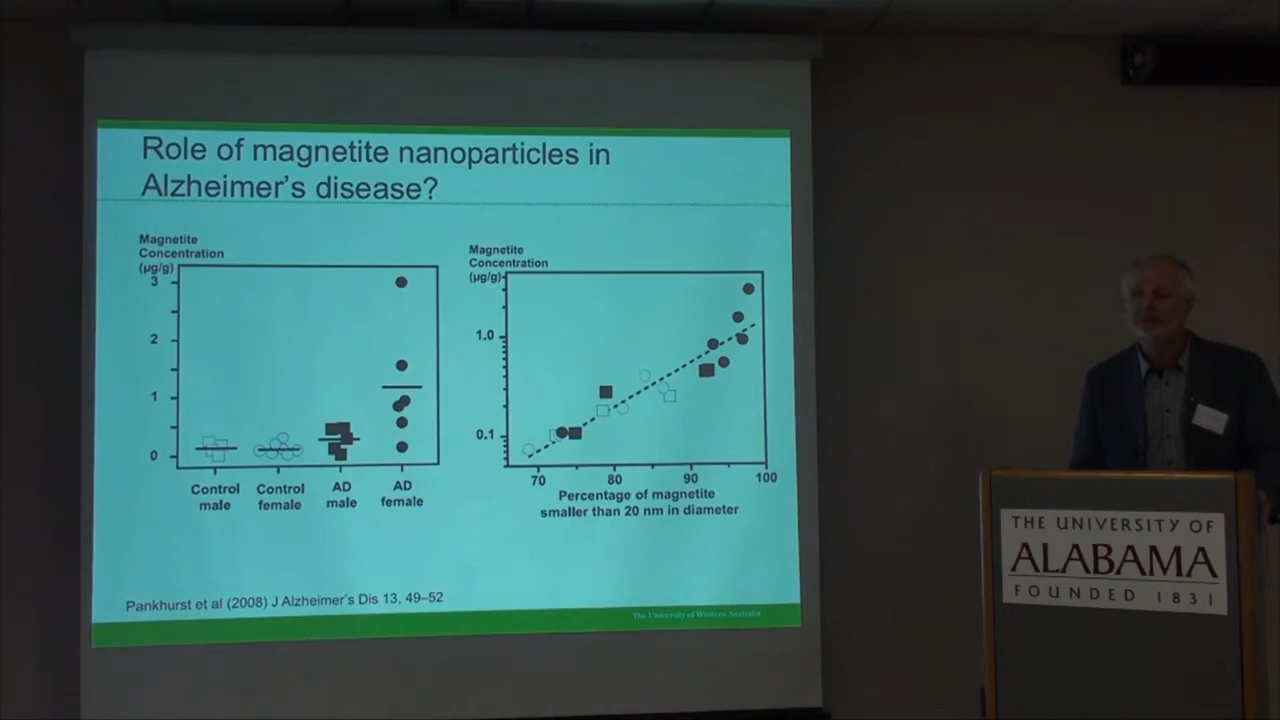 Role of magnetite nanoparticles in
Alzheimer's disease?
Magnetite
Concentration
(µg/g)
3
2
1
0
Control
male
Control
female
AD
male
AD
female
Magnetite
Concentration
(µg/g)
1.0
0.1
70
80
90
100
Percentage of magnetite
smaller than 20 nm in diameter
Pankhurst et al (2008) J Alzheimer's Dis 13, 49–52
The University of Western Australia
THE UNIVERSITY OF
ALABAMA
FOUNDED 1831